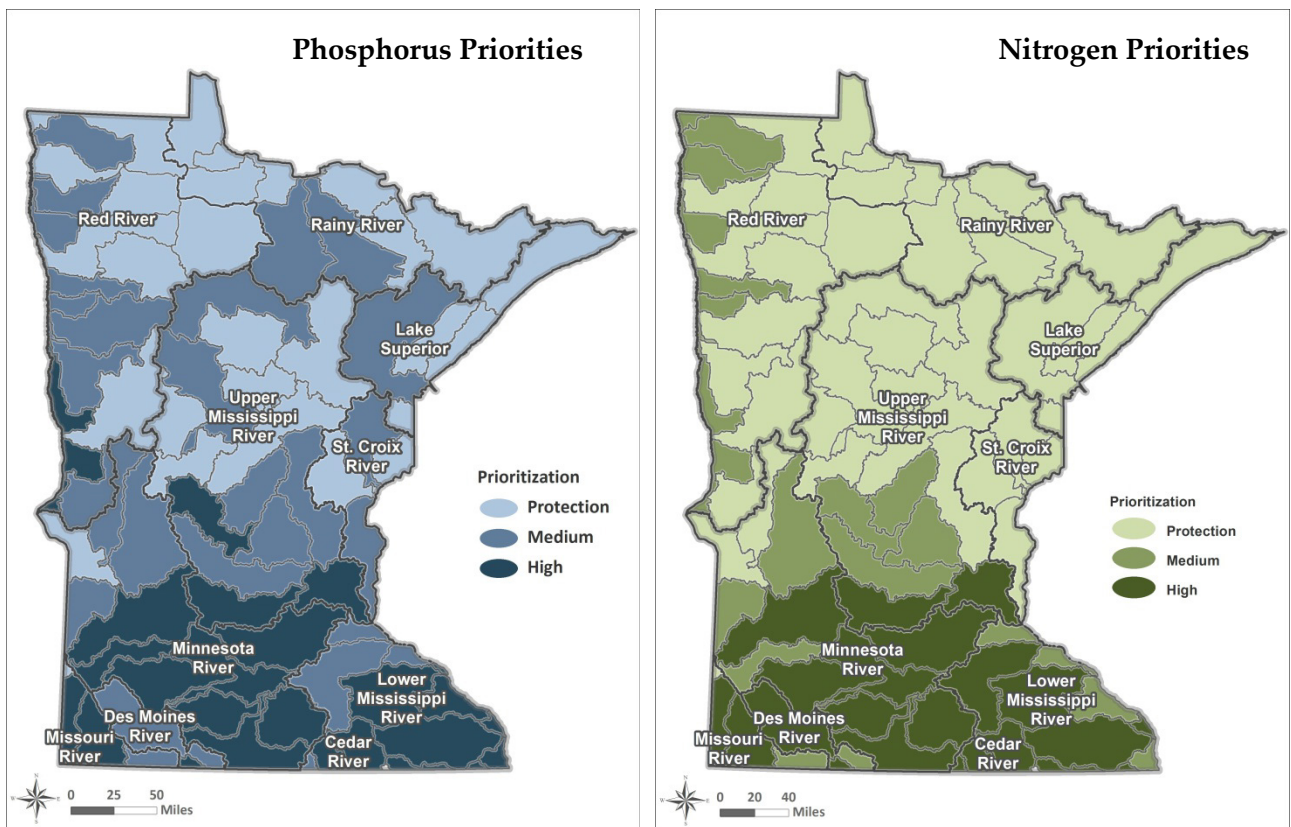 Phosphorus Priorities
Red River
Rainy River
Lake
Superior
Upper
Mississippi
River
St. Croix
River
Prioritization
Protection
Medium
High
Minnesota
River
Lower
Mississippi
River
Des Moines
River
Missouri
River
Cedar
River
N
W
E
S
0 25 50
Miles
Nitrogen Priorities
Red River
Rainy River
Lake
Superior
Upper
Mississippi
River
St. Croix
River
Prioritization
Protection
Medium
High
Minnesota
River
Lower
Mississippi
River
Des Moines
River
Missouri
River
Cedar
River
N
W
E
S
0 20 40
Miles